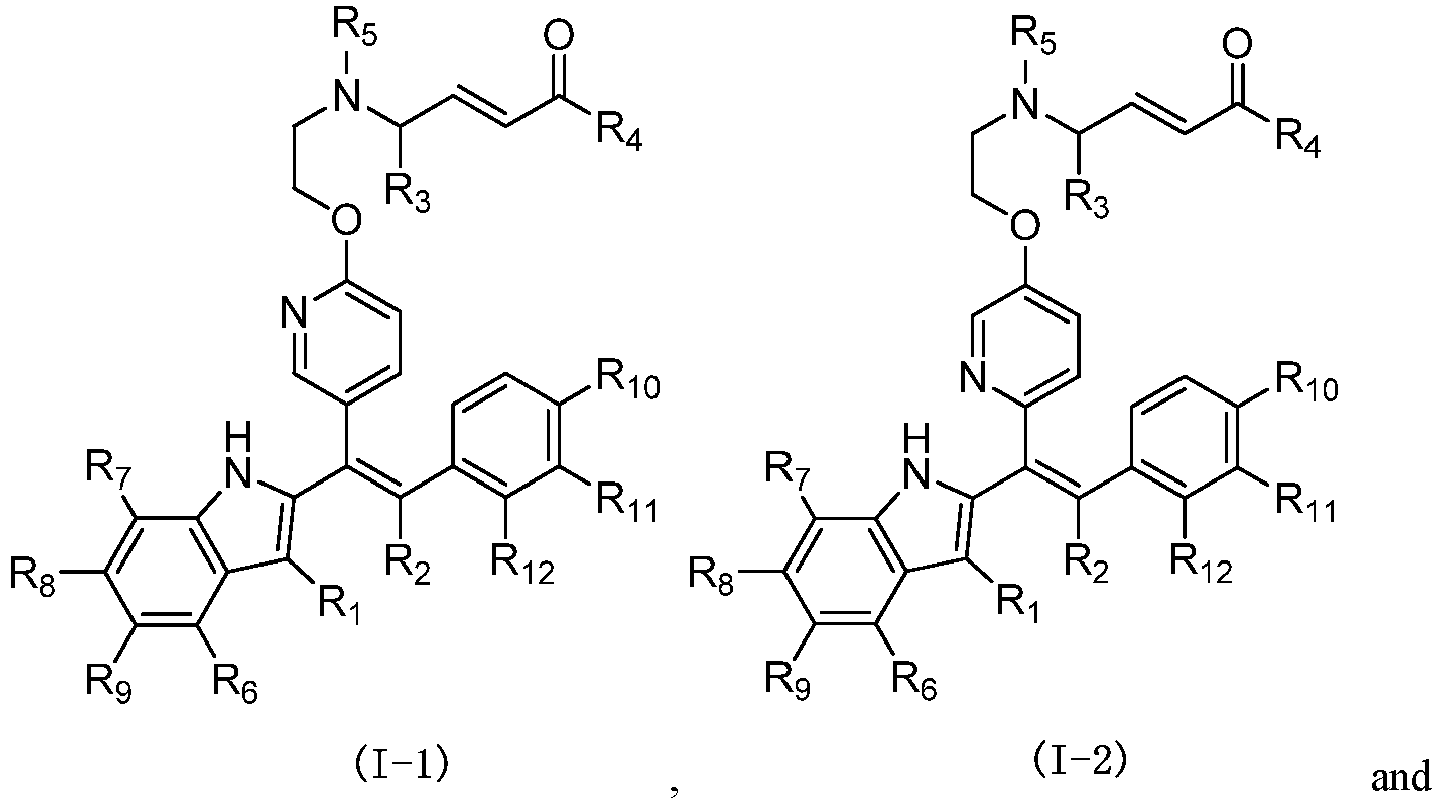 R5 O R5 O
N R4 N R4
R3 R3
O O
N N
R10 R10
H H
R7 N R11 R7 N R11
R8 R2 R12 R8 R2 R12
R1 R1
R9 R6 R9 R6
(I-1) , (I-2) and